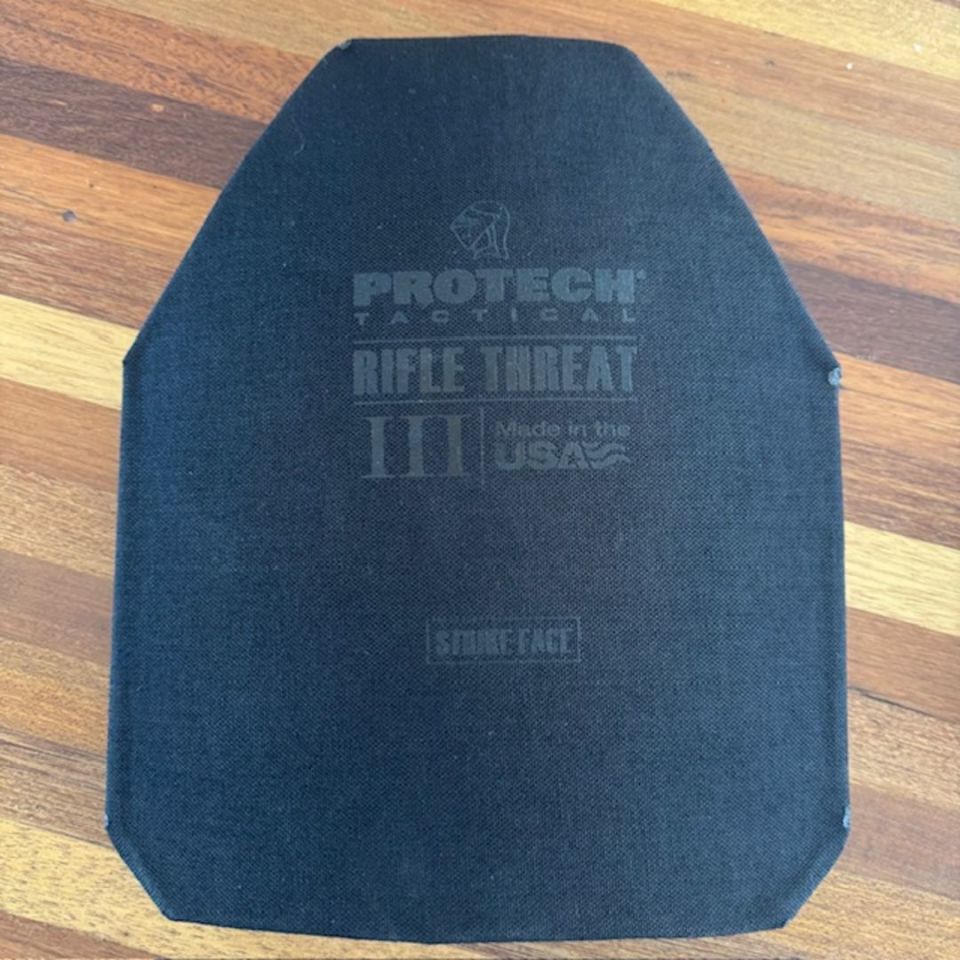 PROTECH®
TACTICAL
RIFLE THREAT
III
Made in the
USA
STRIKE FACE